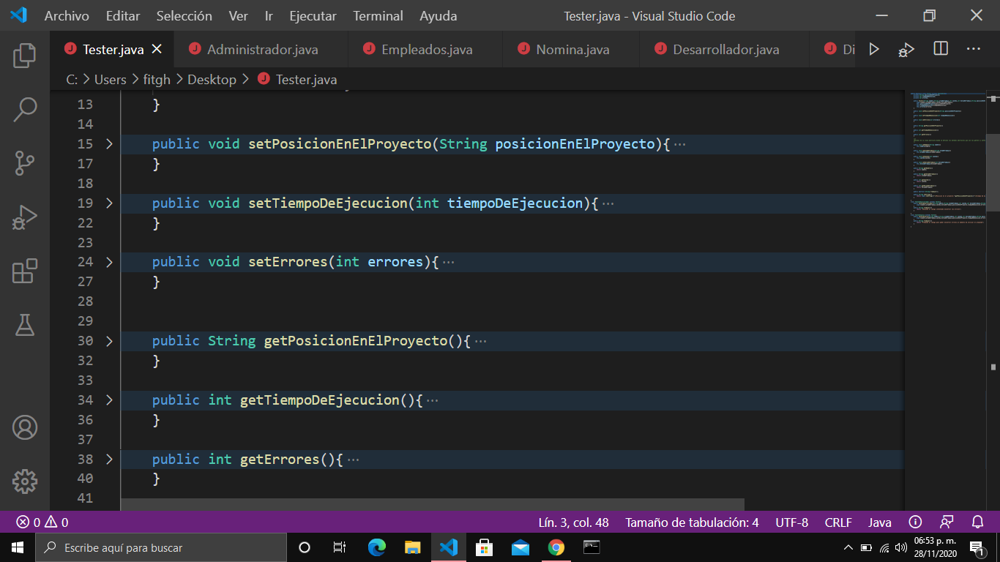 Archivo Editar Selección Ver Ir Ejecutar Terminal Ayuda Tester.java - Visual Studio Code
Tester.java Administrador.java Empleados.java Nomina.java Desarrollador.java Di
C: > Users > fitgh > Desktop > Tester.java
13 }
14
15 public void setPosicionEnElProyecto(String posicionEnElProyecto){ ···
17 }
18
19 public void setTiempoDeEjecucion(int tiempoDeEjecucion){ ···
22 }
23
24 public void setErrores(int errores){ ···
27 }
28
29
30 public String getPosicionEnElProyecto(){ ···
32 }
33
34 public int getTiempoDeEjecucion(){ ···
36 }
37
38 public int getErrores(){ ···
40 }
41
0 0 Lín. 3, col. 48 Tamaño de tabulación: 4 UTF-8 CRLF Java
Escribe aquí para buscar
06:53 p. m.
28/11/2020
1